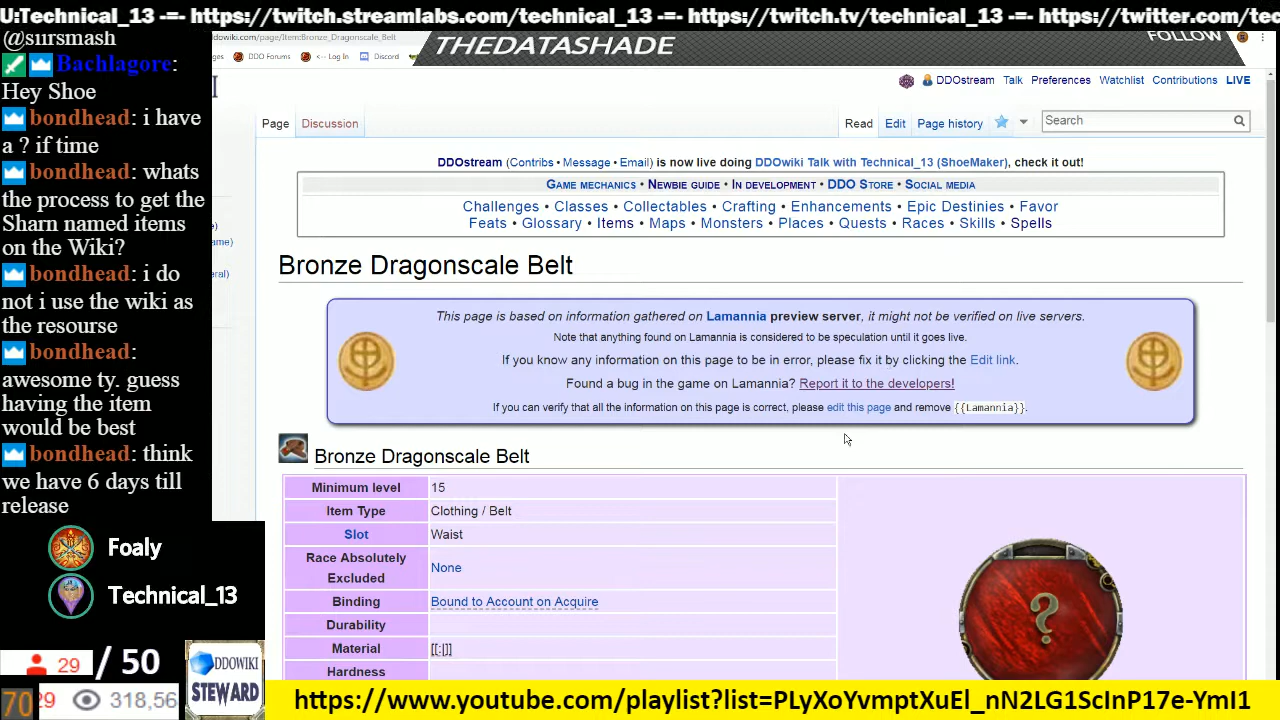 U:Technical_13 -=- https://twitch.streamlabs.com/technical_13 -=- https://twitch.tv/technical_13 -=- https://twitter.com/tec
@sursmash
Bachlagore:
Hey Shoe
bondhead: i have
a ? if time
bondhead: whats
the process to get the
Sharn named items
on the Wiki?
bondhead: i do
not i use the wiki as
the resourse
bondhead:
awesome ty. guess
having the item
would be best
bondhead: think
we have 6 days till
release
Foaly
Technical_13
29 / 50
70
29
318,56
DDOWIKI
STEWARD
ddowiki.com/page/Item:Bronze_Dragonscale_Belt
DDO Forums
<-- Log In
Discord
THEDATASHADE
FOLLOW
DDOstream Talk Preferences Watchlist Contributions LIVE
Page Discussion
Read Edit Page history
Search
DDOstream (Contribs • Message • Email) is now live doing DDOwiki Talk with Technical_13 (ShoeMaker), check it out!
Game mechanics • Newbie guide • In development • DDO Store • Social media
Challenges • Classes • Collectables • Crafting • Enhancements • Epic Destinies • Favor
Feats • Glossary • Items • Maps • Monsters • Places • Quests • Races • Skills • Spells
Bronze Dragonscale Belt
This page is based on information gathered on Lamannia preview server, it might not be verified on live servers.
Note that anything found on Lamannia is considered to be speculation until it goes live.
If you know any information on this page to be in error, please fix it by clicking the Edit link.
Found a bug in the game on Lamannia? Report it to the developers!
If you can verify that all the information on this page is correct, please edit this page and remove {{Lamannia}}.
Bronze Dragonscale Belt
Minimum level 15
Item Type Clothing / Belt
Slot Waist
Race Absolutely
Excluded
None
Binding Bound to Account on Acquire
Durability
Material [[:|]]
Hardness
https://www.youtube.com/playlist?list=PLyXoYvmptXuEl_nN2LG1ScInP17e-YmI1